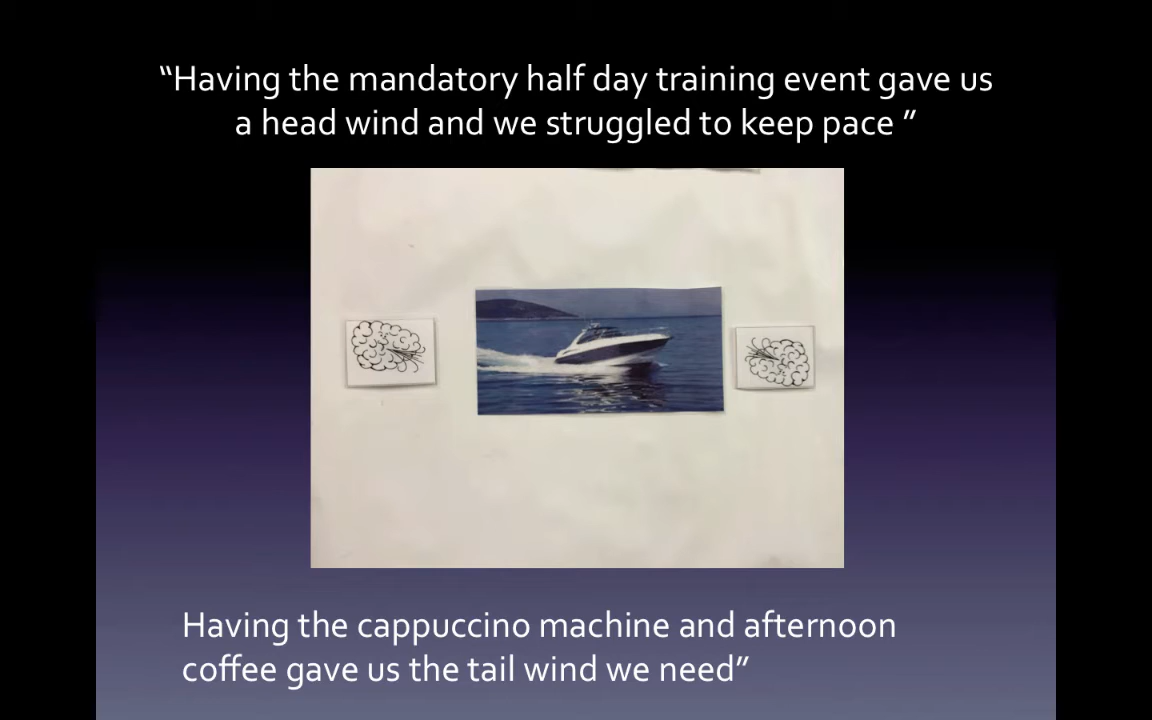 “Having the mandatory half day training event gave us
a head wind and we struggled to keep pace ”
Having the cappuccino machine and afternoon
coffee gave us the tail wind we need”